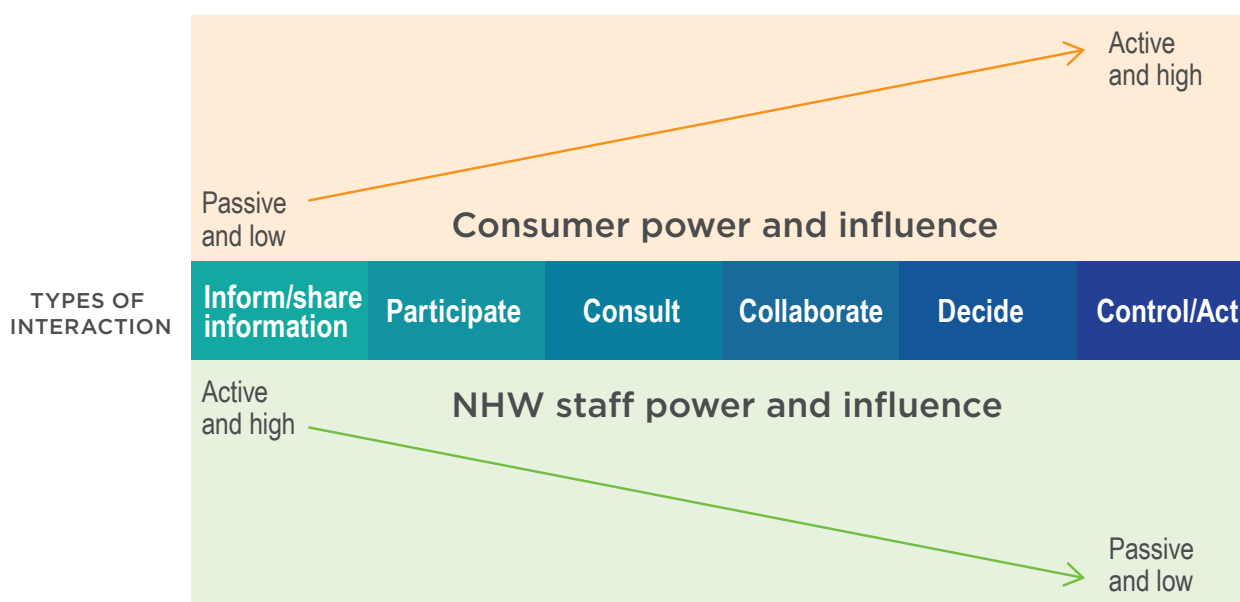 Active
and high
Passive
and low
Consumer power and influence
TYPES OF
INTERACTION
Inform/share
information
Participate
Consult
Collaborate
Decide
Control/Act
Active
and high
NHW staff power and influence
Passive
and low